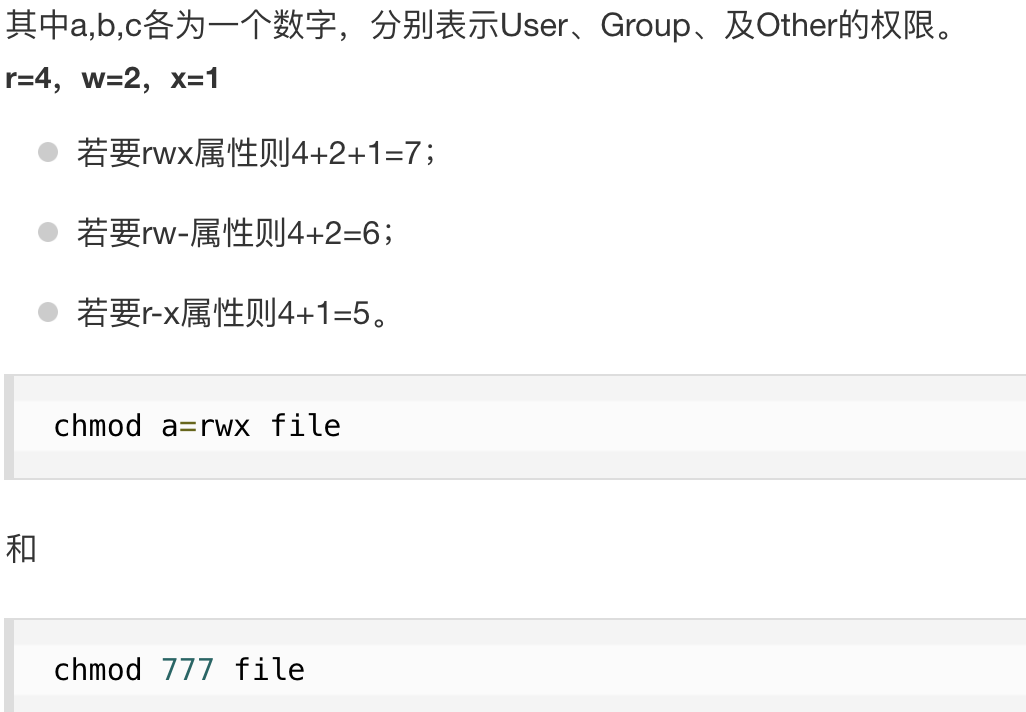 其中a,b,c各为一个数字，分别表示User、Group、及Other的权限。
r=4，w=2，x=1
若要rwx属性则4+2+1=7；
若要rw-属性则4+2=6；
若要r-x属性则4+1=5。
chmod a=rwx file
和
chmod 777 file